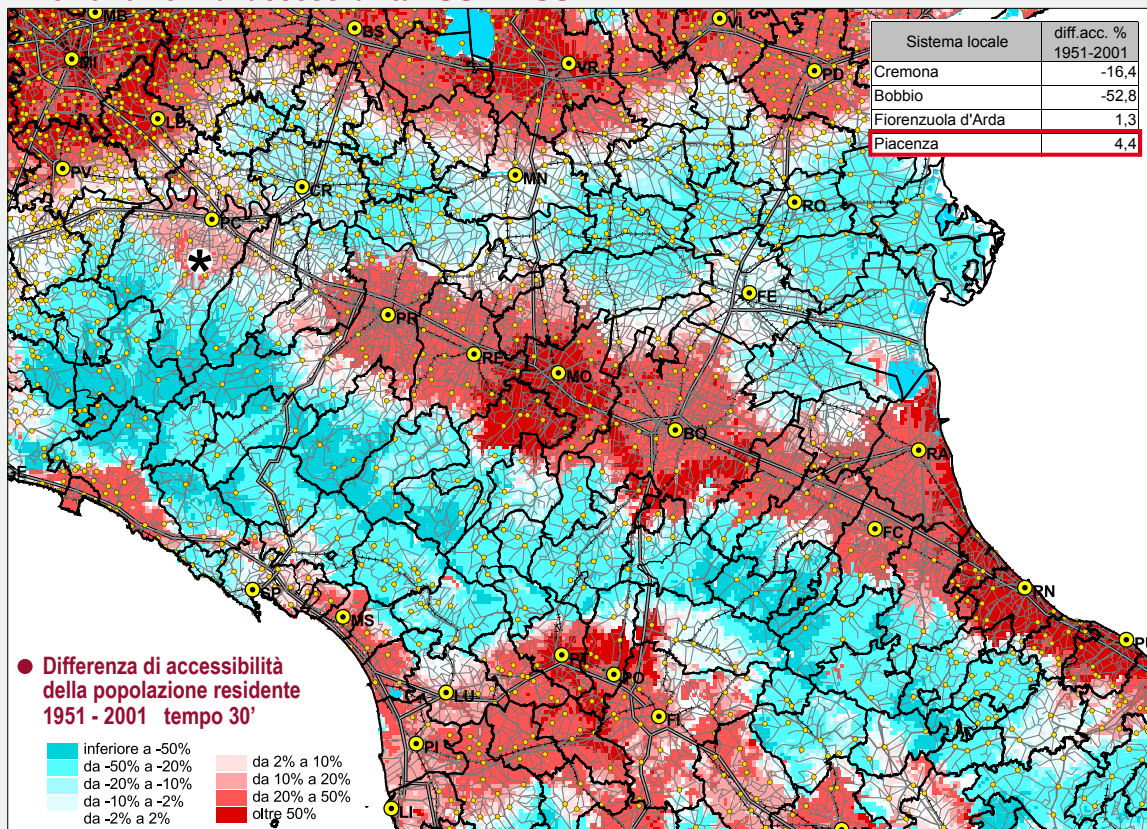 Sistema locale
diff.acc. %
1951-2001
Cremona -16,4
Bobbio -52,8
Fiorenzuola d'Arda 1,3
Piacenza 4,4
MB
BS
VI
MI
VR
PD
PV
CR
MN
RO
PC
*
FE
PR
RE
MO
BO
RA
FC
SP
MS
RN
PT
PO
LU
FI
PI
LI
Differenza di accessibilità
della popolazione residente
1951 - 2001 tempo 30'
inferiore a -50%
da -50% a -20%
da -20% a -10%
da -10% a -2%
da -2% a 2%
da 2% a 10%
da 10% a 20%
da 20% a 50%
oltre 50%